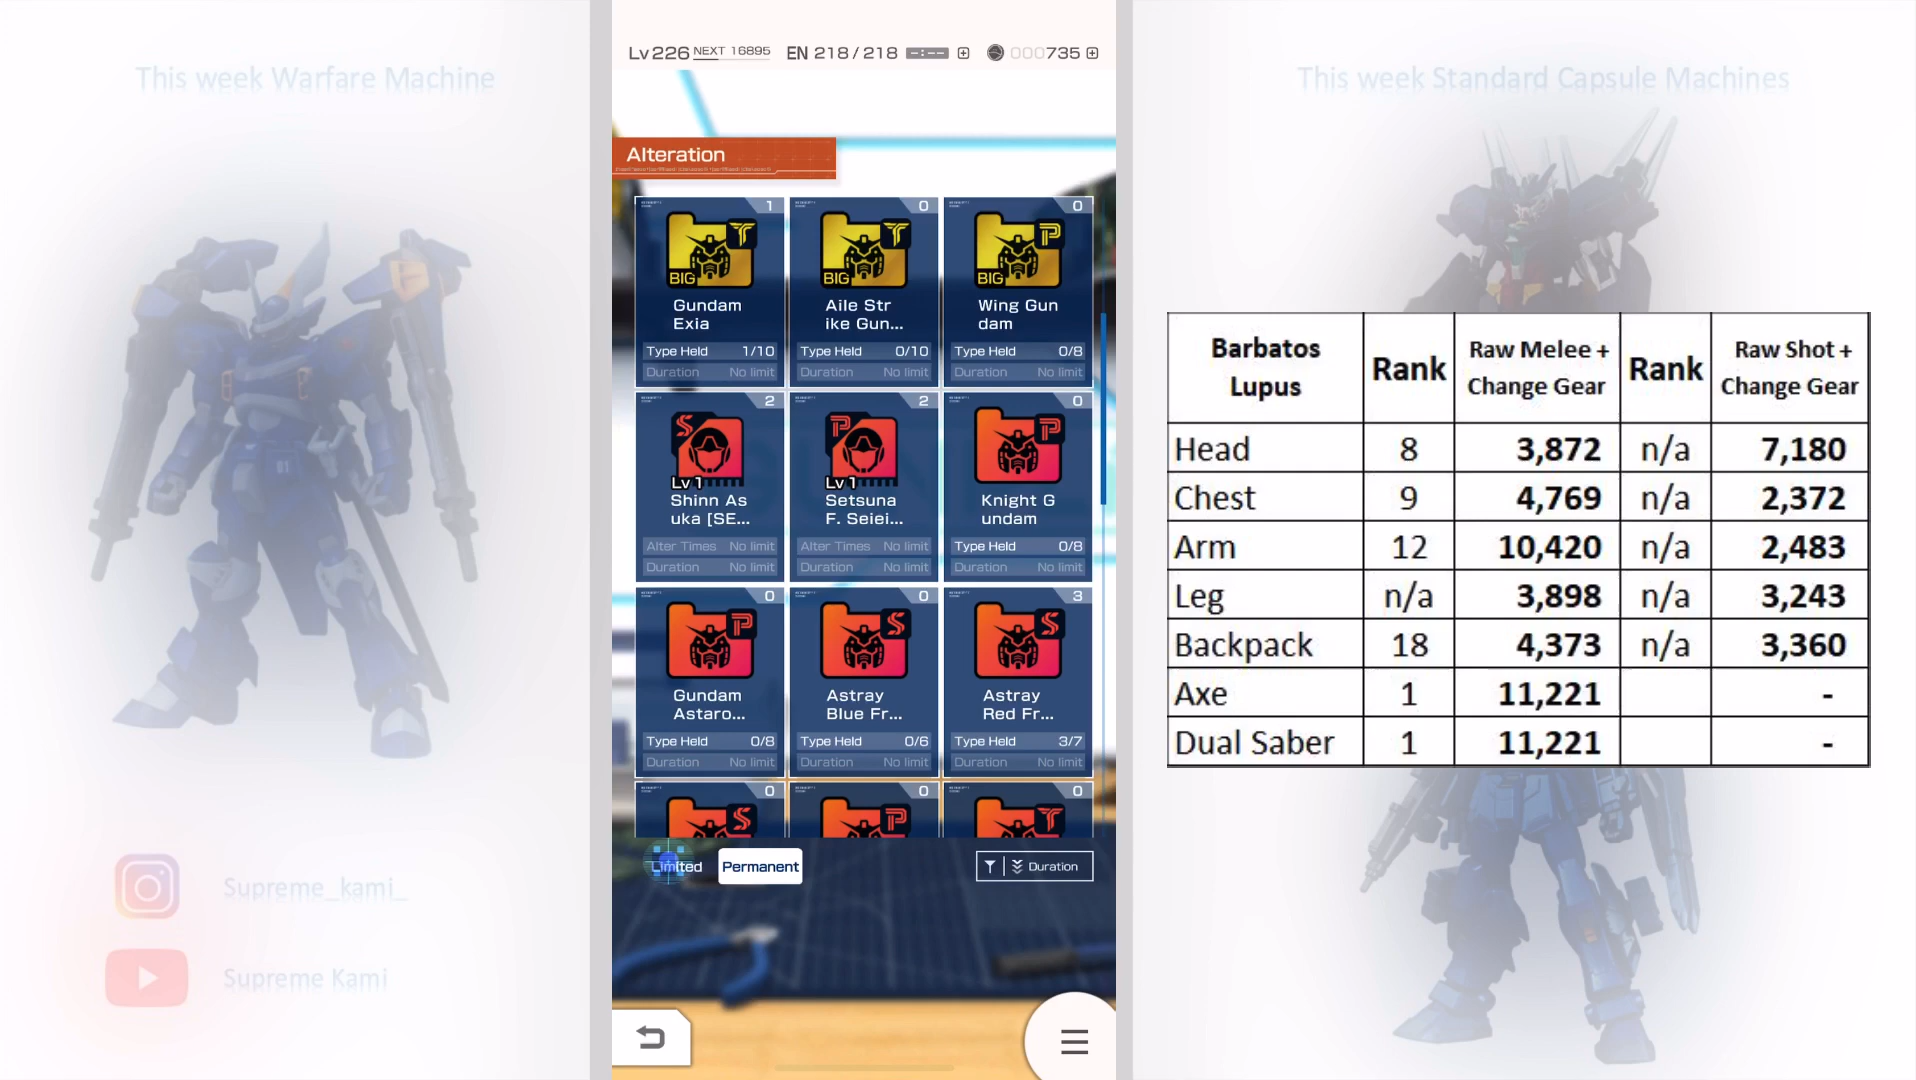 This week Warfare Machine
Supreme_kami_
Supreme Kami
Lv 226 NEXT 16895 EN 218/218 --:-- 000735
Alteration
1 0 0
T T P
BIG BIG BIG
Gundam Exia
Aile Str ike Gun...
Wing Gun dam
Type Held 1/10 Type Held 0/10 Type Held 0/8
Duration No limit Duration No limit Duration No limit
2 2 0
S P P
Lv 1 Lv 1
Shinn As uka [SE...
Setsuna F. Seiei...
Knight G undam
Alter Times No limit Alter Times No limit Type Held 0/8
Duration No limit Duration No limit Duration No limit
0 0 3
P S S
Gundam Astaro...
Astray Blue Fr...
Astray Red Fr...
Type Held 0/8 Type Held 0/6 Type Held 3/7
Duration No limit Duration No limit Duration No limit
0 0 0
S P T
Limited Permanent Duration
This week Standard Capsule Machines
Barbatos Lupus Rank Raw Melee + Change Gear Rank Raw Shot + Change Gear
Head 8 3,872 n/a 7,180
Chest 9 4,769 n/a 2,372
Arm 12 10,420 n/a 2,483
Leg n/a 3,898 n/a 3,243
Backpack 18 4,373 n/a 3,360
Axe 1 11,221 -
Dual Saber 1 11,221 -